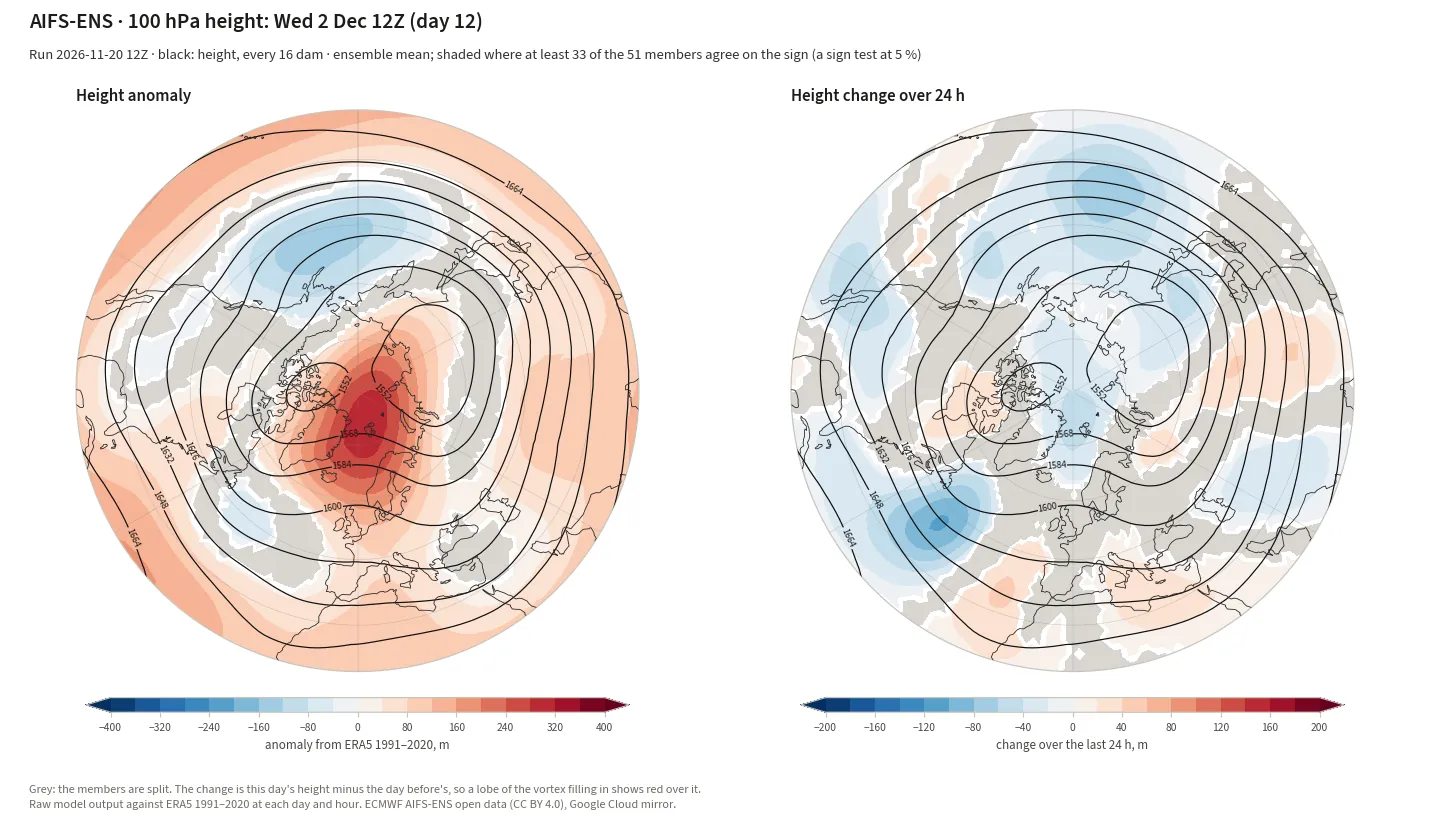 AIFS-ENS · 100 hPa height: Wed 2 Dec 12Z (day 12)
Run 2026-11-20 12Z · black: height, every 16 dam · ensemble mean; shaded where at least 33 of the 51 members agree on the sign (a sign test at 5 %)
Height anomaly
Height change over 24 h
1664
1664
1552
1552
1552
1552
1568
1568
1584
1584
1600
1600
1616
1616
1632
1632
1648
1648
1664
1664
−400 −320 −240 −160 −80 0 80 160 240 320 400
−200 −160 −120 −80 −40 0 40 80 120 160 200
anomaly from ERA5 1991–2020, m
change over the last 24 h, m
Grey: the members are split. The change is this day's height minus the day before's, so a lobe of the vortex filling in shows red over it.
Raw model output against ERA5 1991–2020 at each day and hour. ECMWF AIFS-ENS open data (CC BY 4.0), Google Cloud mirror.